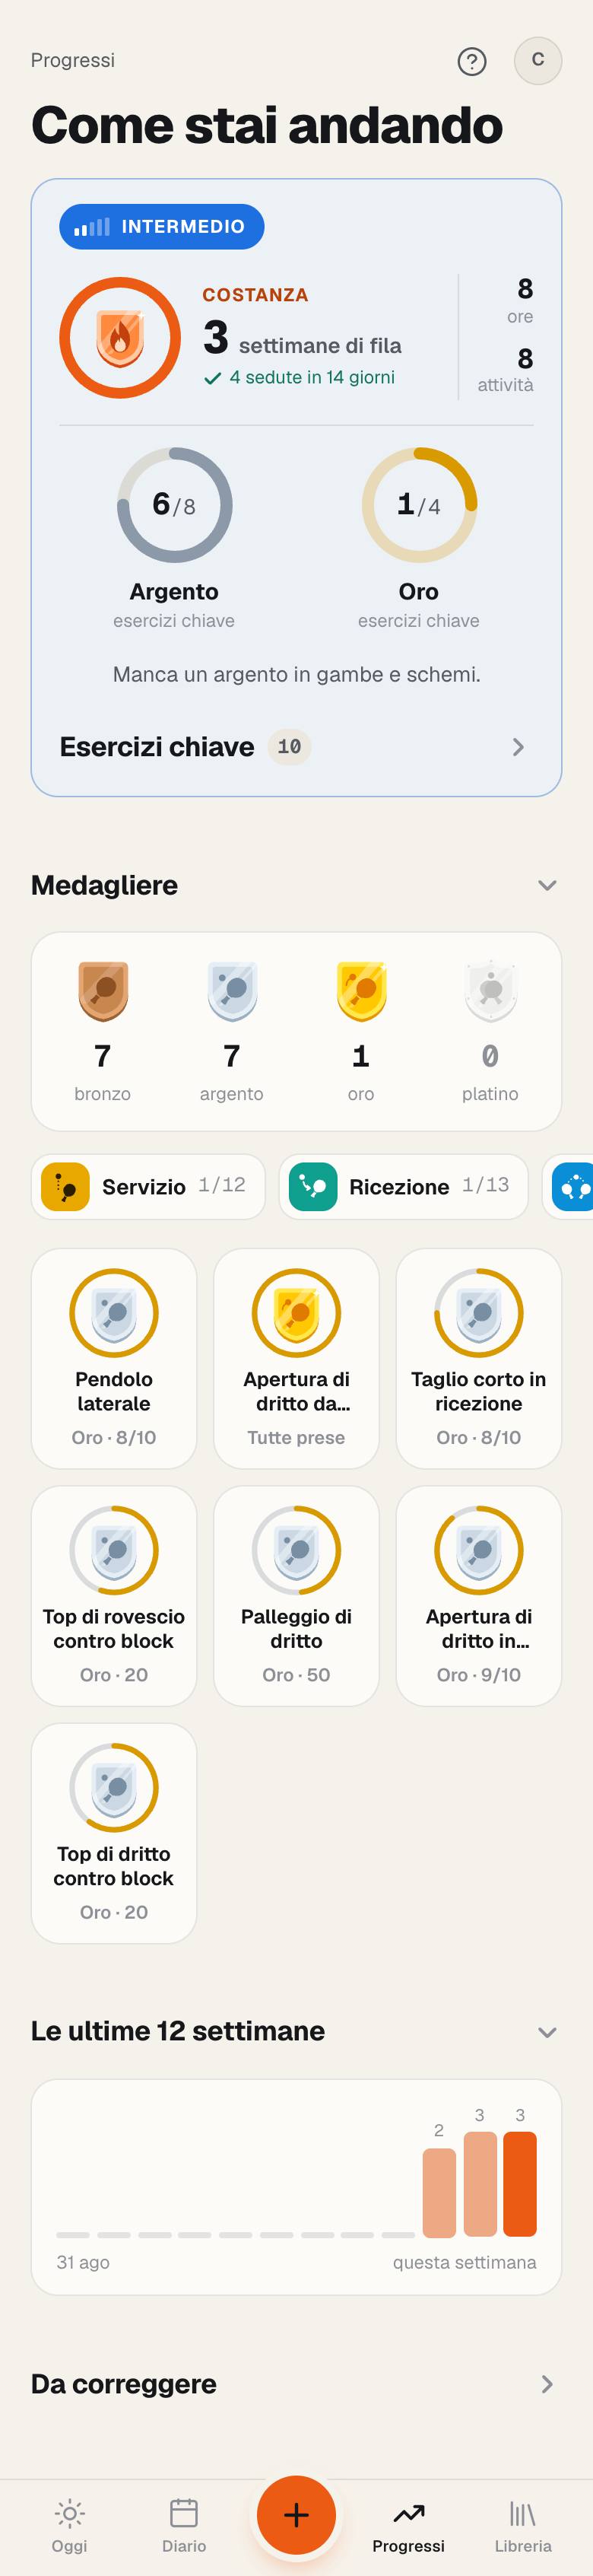 Progressi
C
Come stai andando
INTERMEDIO
COSTANZA
3 settimane di fila
4 sedute in 14 giorni
8
ore
8
attività
6/8
1/4
Argento
Oro
esercizi chiave
esercizi chiave
Manca un argento in gambe e schemi.
Esercizi chiave 10
Medagliere
7
7
1
0
bronzo
argento
oro
platino
Servizio 1/12
Ricezione 1/13
Pendolo
laterale
Oro · 8/10
Apertura di
dritto da...
Tutte prese
Taglio corto in
ricezione
Oro · 8/10
Top di rovescio
contro block
Oro · 20
Palleggio di
dritto
Oro · 50
Apertura di
dritto in...
Oro · 9/10
Top di dritto
contro block
Oro · 20
Le ultime 12 settimane
2
3
3
31 ago
questa settimana
Da correggere
Oggi
Diario
Progressi
Libreria